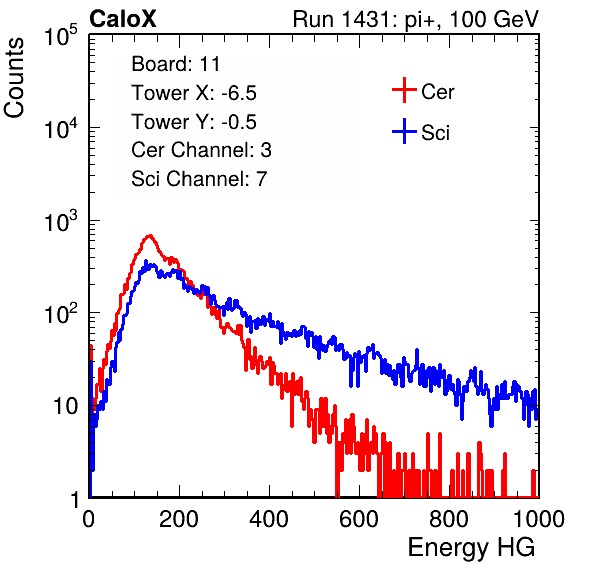 CaloX Run 1431: pi+, 100 GeV
Counts
Board: 11
Tower X: -6.5
Tower Y: -0.5
Cer Channel: 3
Sci Channel: 7
Cer
Sci
10^5
10^4
10^3
10^2
10
1
0 200 400 600 800 1000
Energy HG